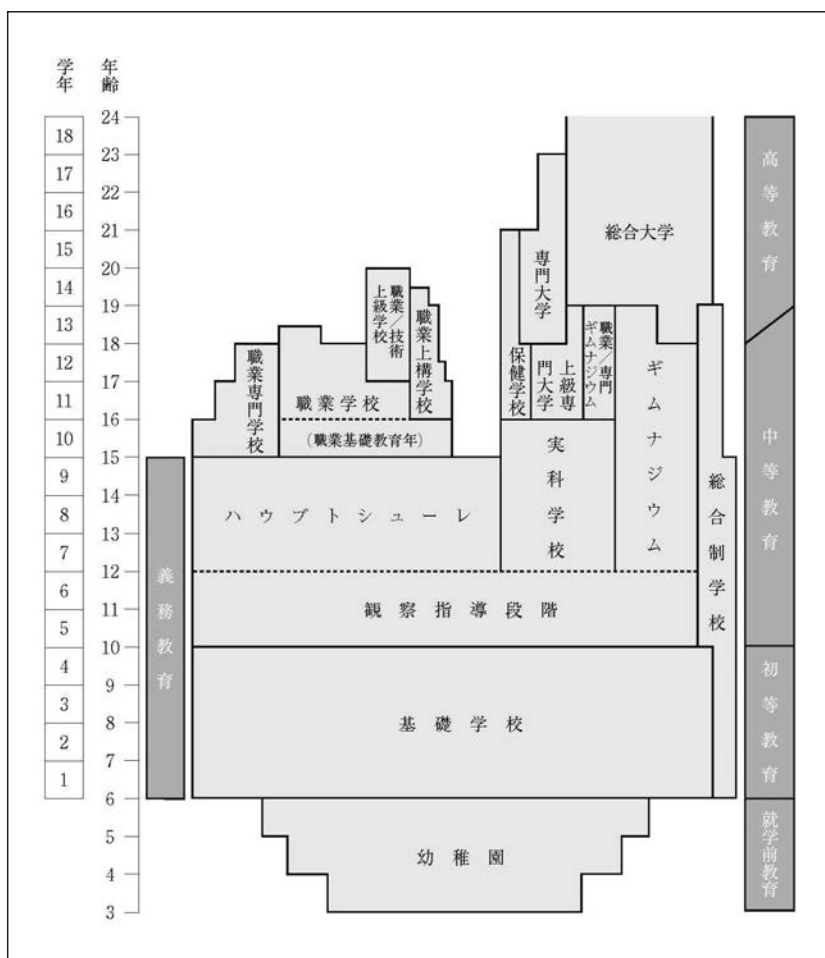 学年
年齢
24
18
23
17
22
16
21
15
20
14
19
13
18
12
17
11
16
10
15
9
14
8
13
7
12
6
11
5
10
4
9
3
8
2
7
1
6
5
4
3
高等教育
中等教育
初等教育
就学前教育
義務教育
総合大学
専門大学
職業/技術
上級学校
職業上構学校
職業専門学校
職業学校
(職業基礎教育年)
保健学校
上級専
門大学
職業/専門
ギムナジウム
ギムナジウム
実科学校
ハウプトシューレ
総合制学校
観察指導段階
基礎学校
幼稚園